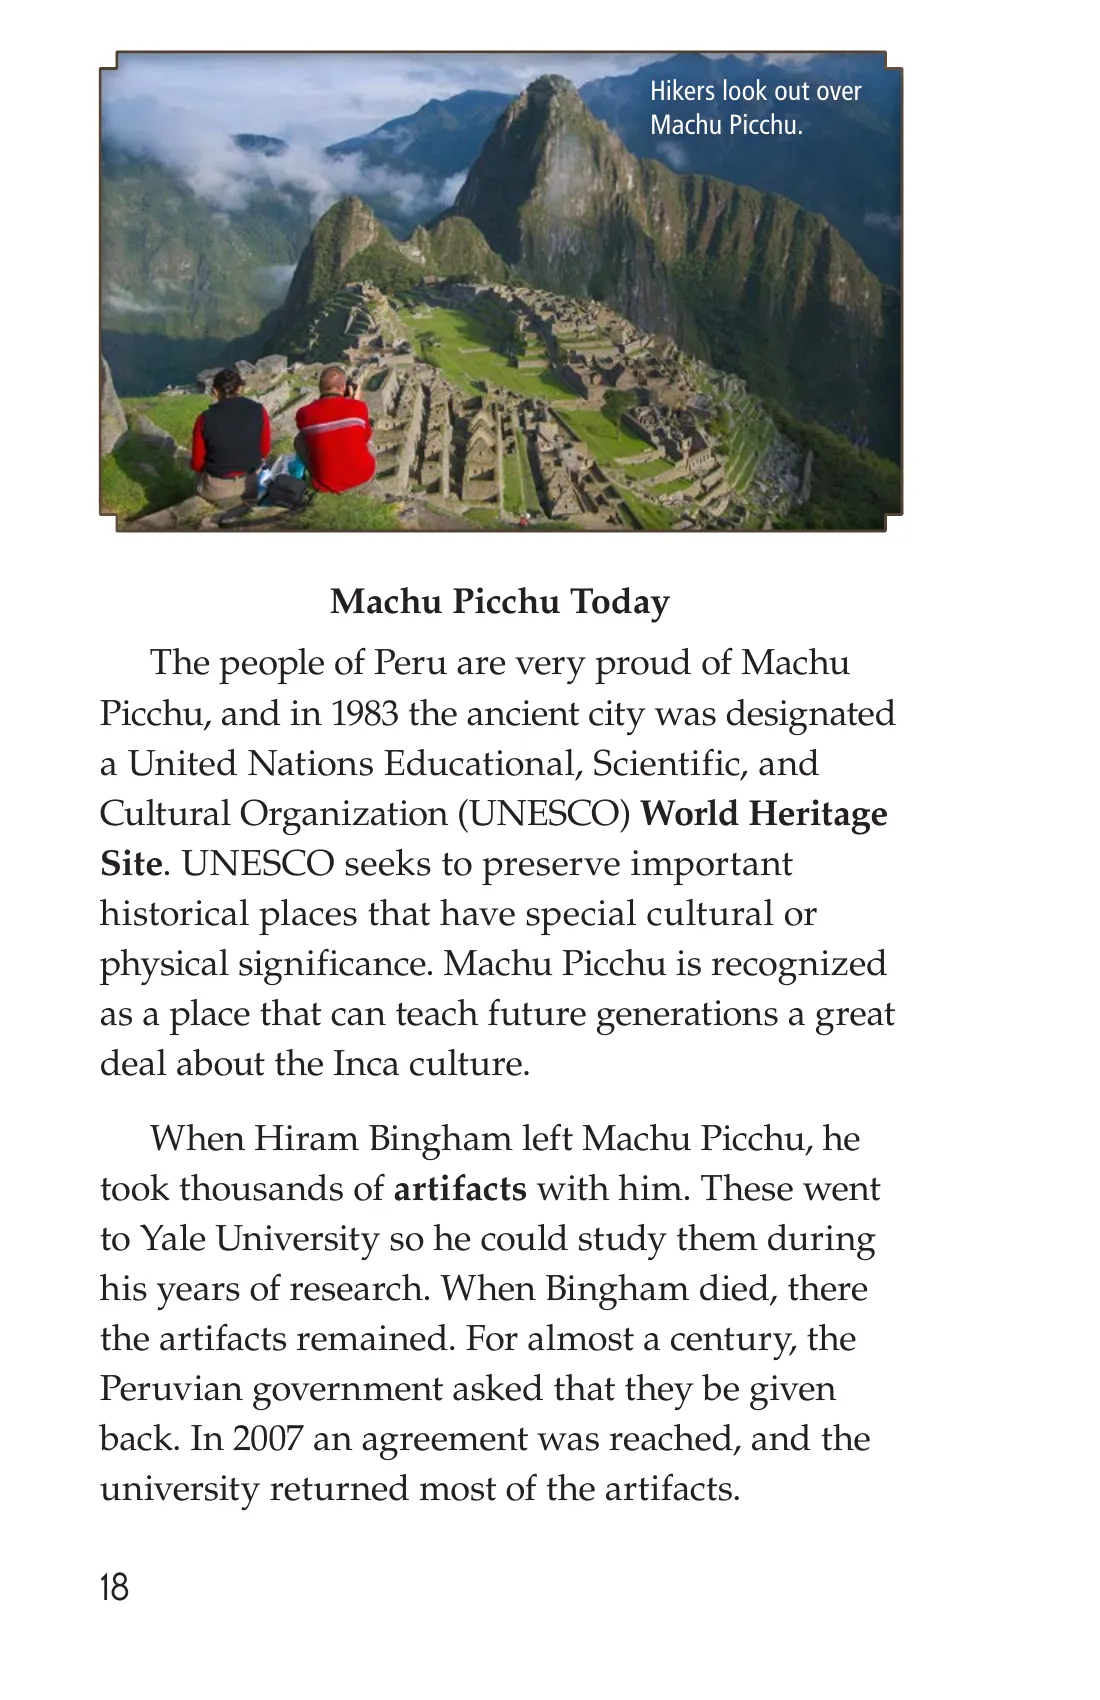 Hikers look out over
Machu Picchu.
Machu Picchu Today
The people of Peru are very proud of Machu
Picchu, and in 1983 the ancient city was designated
a United Nations Educational, Scientific, and
Cultural Organization (UNESCO) World Heritage
Site. UNESCO seeks to preserve important
historical places that have special cultural or
physical significance. Machu Picchu is recognized
as a place that can teach future generations a great
deal about the Inca culture.
When Hiram Bingham left Machu Picchu, he
took thousands of artifacts with him. These went
to Yale University so he could study them during
his years of research. When Bingham died, there
the artifacts remained. For almost a century, the
Peruvian government asked that they be given
back. In 2007 an agreement was reached, and the
university returned most of the artifacts.
18